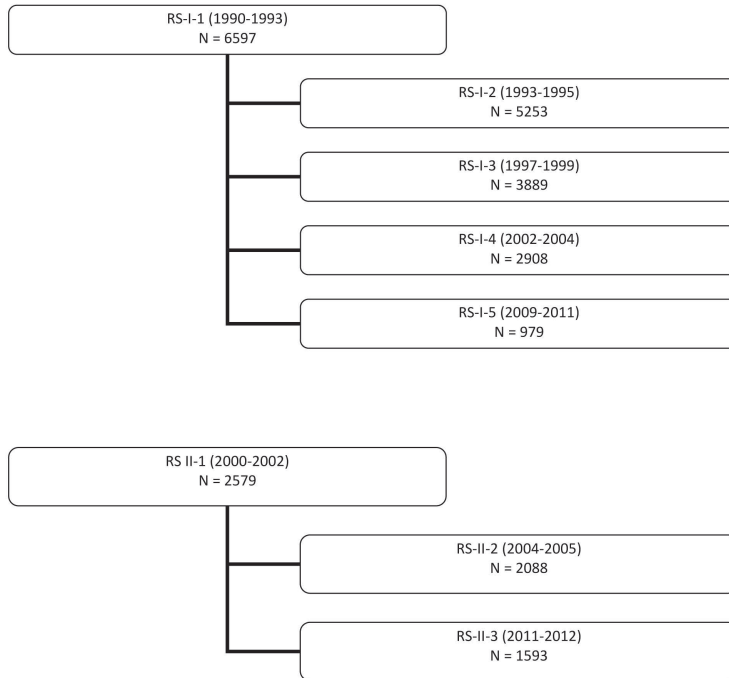 RS-I-1 (1990-1993)
N = 6597
RS-I-2 (1993-1995)
N = 5253
RS-I-3 (1997-1999)
N = 3889
RS-I-4 (2002-2004)
N = 2908
RS-I-5 (2009-2011)
N = 979
RS II-1 (2000-2002)
N = 2579
RS-II-2 (2004-2005)
N = 2088
RS-II-3 (2011-2012)
N = 1593